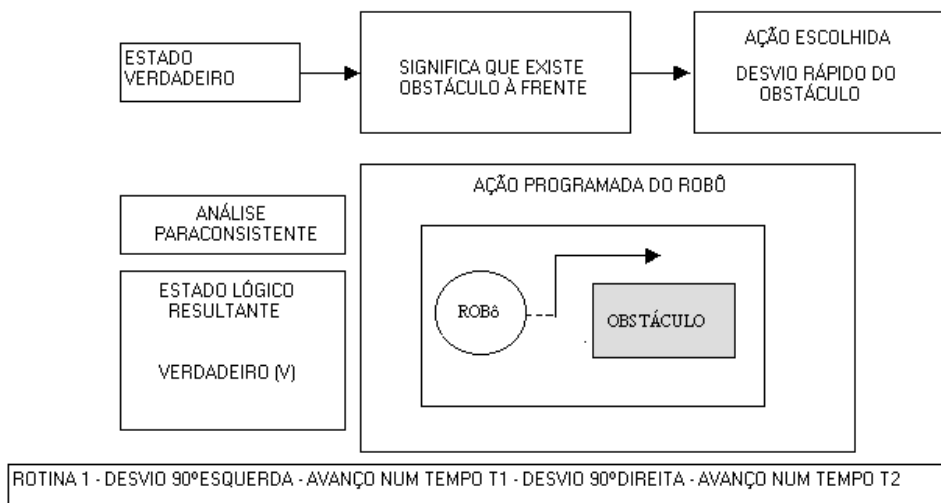 ESTADO
VERDADEIRO
SIGNIFICA QUE EXISTE
OBSTÁCULO À FRENTE
AÇÃO ESCOLHIDA
DESVIO RÁPIDO DO
OBSTÁCULO
ANÁLISE
PARACONSISTENTE
ESTADO LÓGICO
RESULTANTE
VERDADEIRO (V)
AÇÃO PROGRAMADA DO ROBÔ
ROBô
OBSTÁCULO
ROTINA 1 - DESVIO 90ºESQUERDA - AVANÇO NUM TEMPO T1 - DESVIO 90ºDIREITA - AVANÇO NUM TEMPO T2